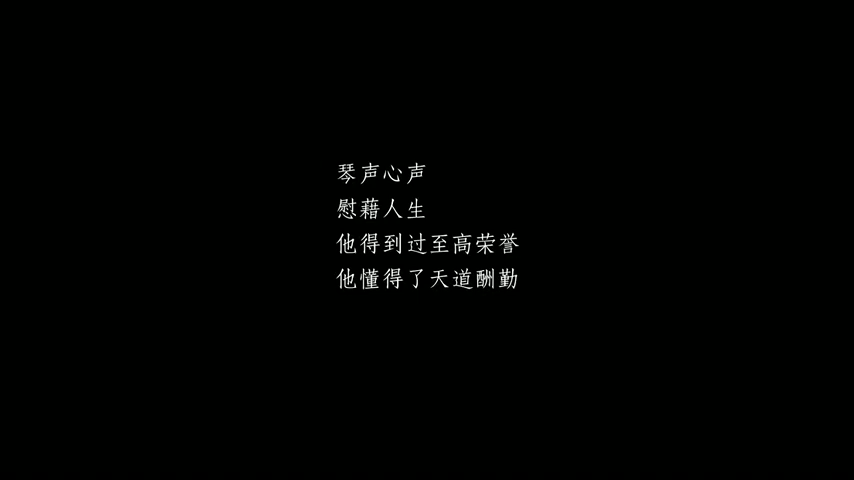 琴声心声
慰藉人生
他得到过至高荣誉
他懂得了天道酬勤